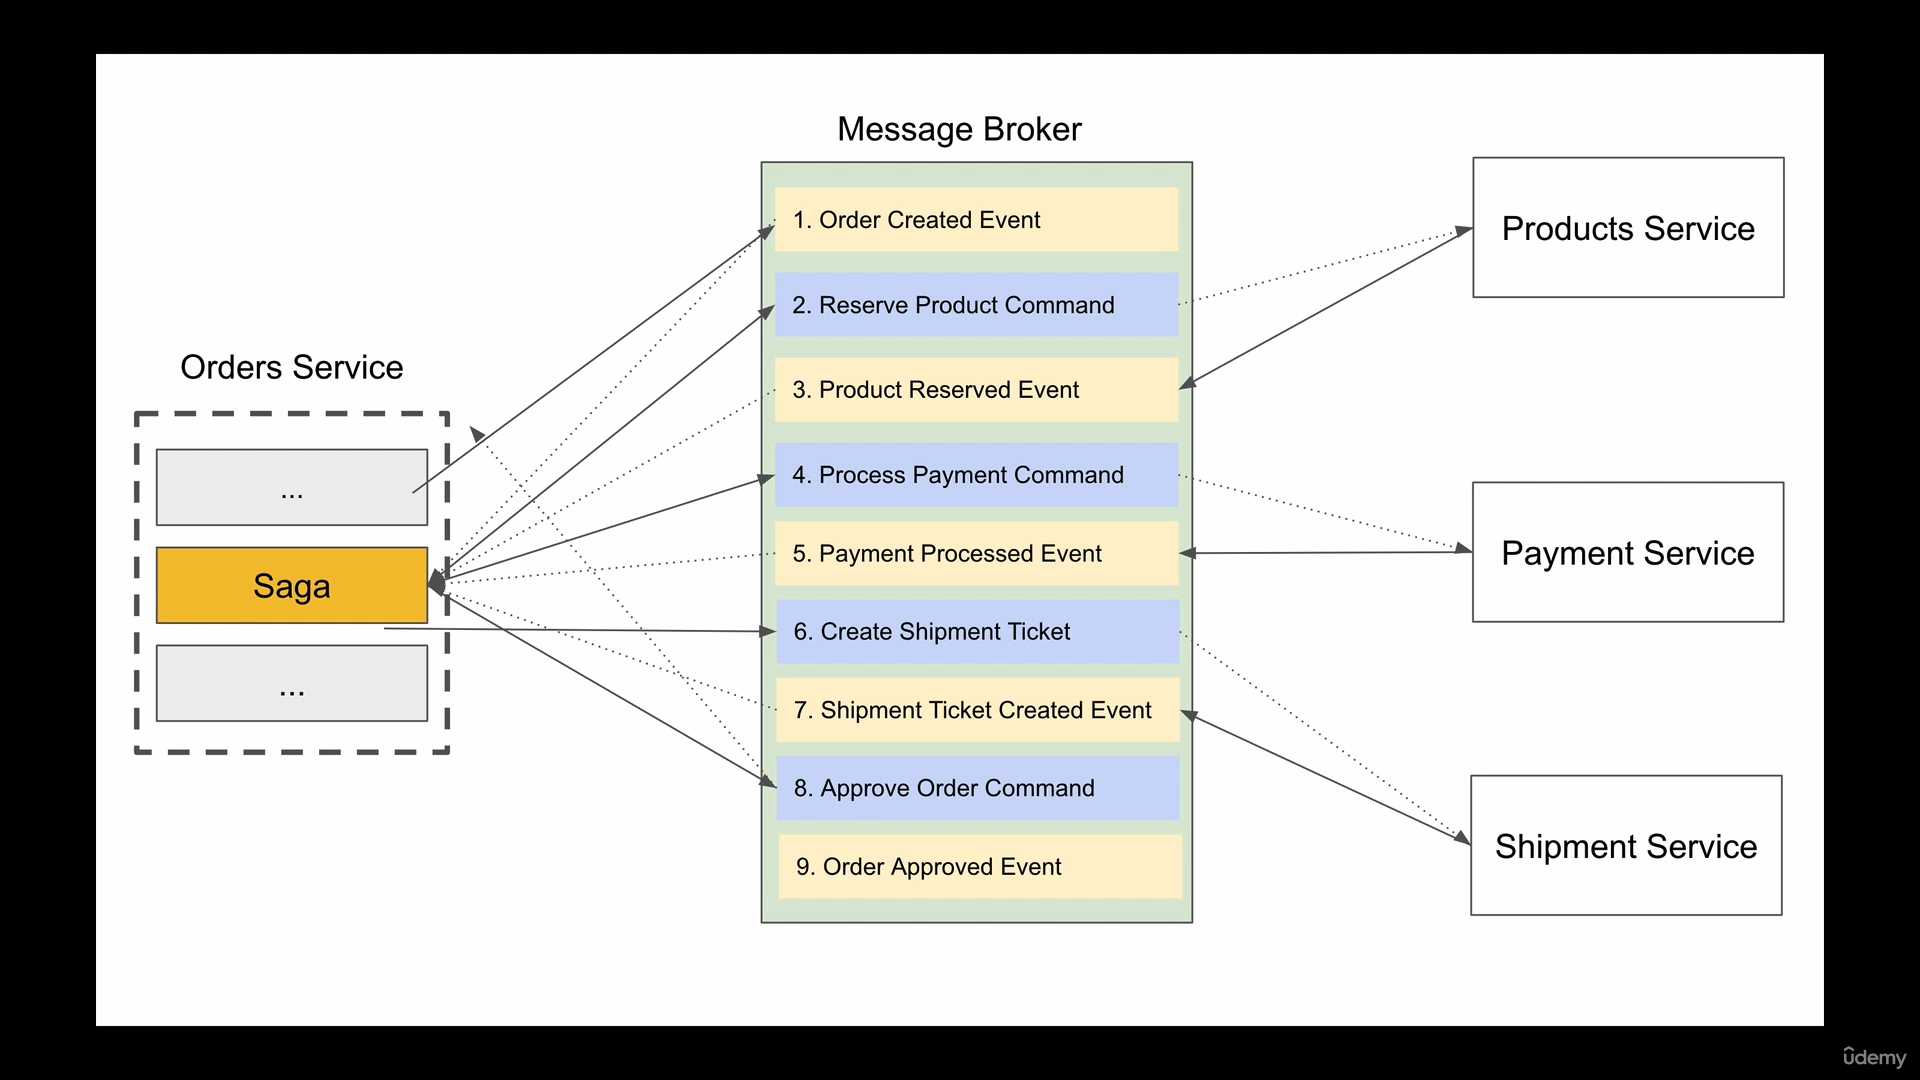 Message Broker
1. Order Created Event
2. Reserve Product Command
3. Product Reserved Event
4. Process Payment Command
5. Payment Processed Event
6. Create Shipment Ticket
7. Shipment Ticket Created Event
8. Approve Order Command
9. Order Approved Event
Orders Service
...
Saga
...
Products Service
Payment Service
Shipment Service
ûdemy